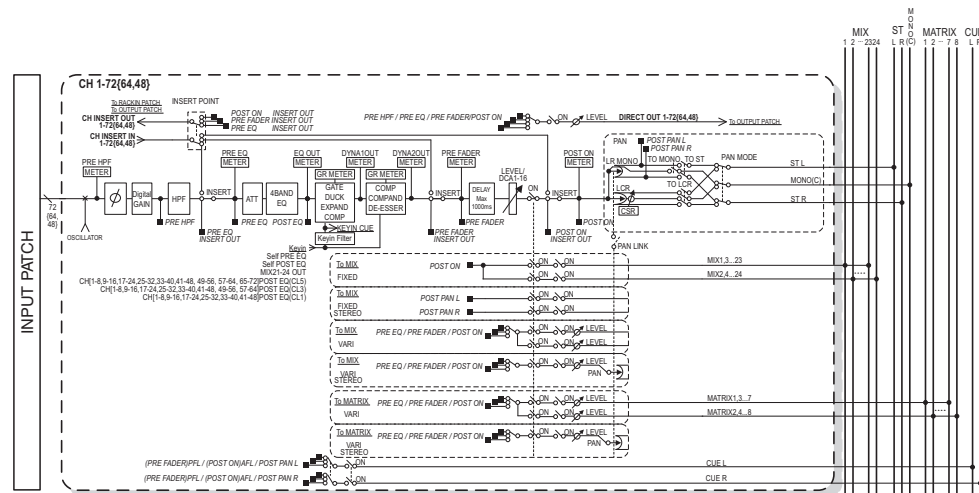 MIX
ST
MONO
(C)
MATRIX
CUE
1 2 ··· 2324
L R
1 2 ··· 7 8
L R
INPUT PATCH
CH 1-72{64,48}
To RACKIN PATCH
To OUTPUT PATCH
INSERT POINT
CH INSERT OUT
1-72{64,48}
CH INSERT IN
1-72{64,48}
POST ON INSERT OUT
PRE FADER INSERT OUT
PRE EQ INSERT OUT
PRE HPF / PRE EQ / PRE FADER/POST ON
ON
LEVEL
DIRECT OUT 1-72{64,48}
To OUTPUT PATCH
PRE HPF
METER
PRE EQ
METER
EQ OUT
METER
DYNA1OUT
METER
DYNA2OUT
METER
PRE FADER
METER
LEVEL/
DCA1-16
ON
POST ON
METER
GR METER
GR METER
72
{64,
48}
OSCILLATOR
Ø
Digital
GAIN
HPF
PRE HPF
INSERT
PRE EQ
INSERT OUT
ATT
PRE EQ
4BAND
EQ
POST EQ
GATE
DUCK
EXPAND
COMP
COMP
COMPAND
DE-ESSER
KEYIN CUE
Keyin Filter
INSERT
PRE FADER
INSERT OUT
DELAY
Max
1000ms
PRE FADER
INSERT
POST ON
INSERT OUT
POST ON
PAN
POST PAN L
POST PAN R
LR MONO
TO MONO
TO ST
PAN MODE
LCR
TO LCR
CSR
PAN LINK
ST L
MONO(C)
ST R
Keyin
Self PRE EQ
Self POST EQ
MIX21-24 OUT
CH[1-8,9-16,17-24,25-32,33-40,41-48, 49-56, 57-64, 65-72]POST EQ(CL5)
CH[1-8,9-16,17-24,25-32,33-40,41-48, 49-56, 57-64]POST EQ(CL3)
CH[1-8,9-16,17-24,25-32,33-40,41-48]POST EQ(CL1)
To MIX
FIXED
POST ON
ON ON
ON ON
MIX1,3...23
MIX2,4...24
To MIX
FIXED
STEREO
POST PAN L
POST PAN R
ON ON
ON ON
To MIX
VARI
PRE EQ / PRE FADER / POST ON
ON ON LEVEL
ON ON LEVEL
To MIX
VARI
STEREO
PRE EQ / PRE FADER / POST ON
ON ON LEVEL
PAN
To MATRIX
VARI
PRE EQ / PRE FADER / POST ON
ON ON LEVEL
ON ON LEVEL
MATRIX1,3...7
MATRIX2,4...8
To MATRIX
VARI
STEREO
PRE EQ / PRE FADER / POST ON
ON ON LEVEL
PAN
(PRE FADER)PFL / (POST ON)AFL / POST PAN L
ON
CUE L
(PRE FADER)PFL / (POST ON)AFL / POST PAN R
CUE R